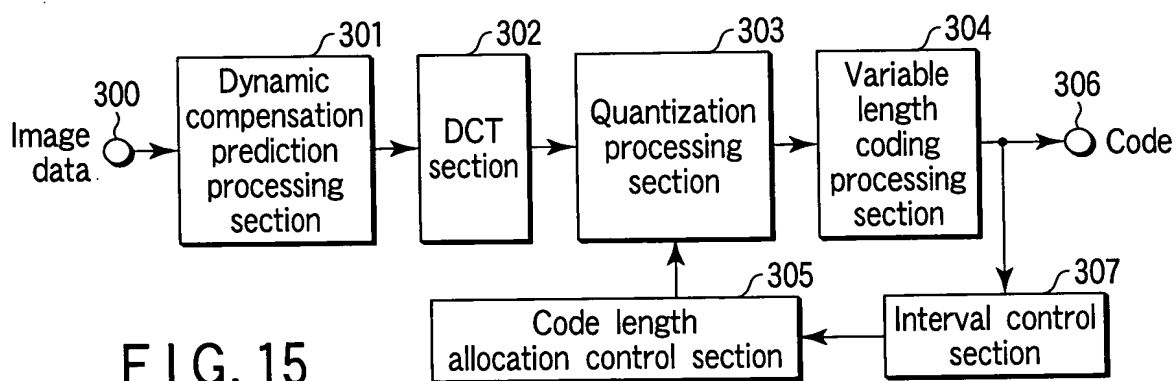 300
Image
data
301
Dynamic
compensation
prediction
processing
section
302
DCT
section
303
Quantization
processing
section
304
Variable
length
coding
processing
section
306
Code
305
Code length
allocation control section
307
Interval control
section
FIG. 15